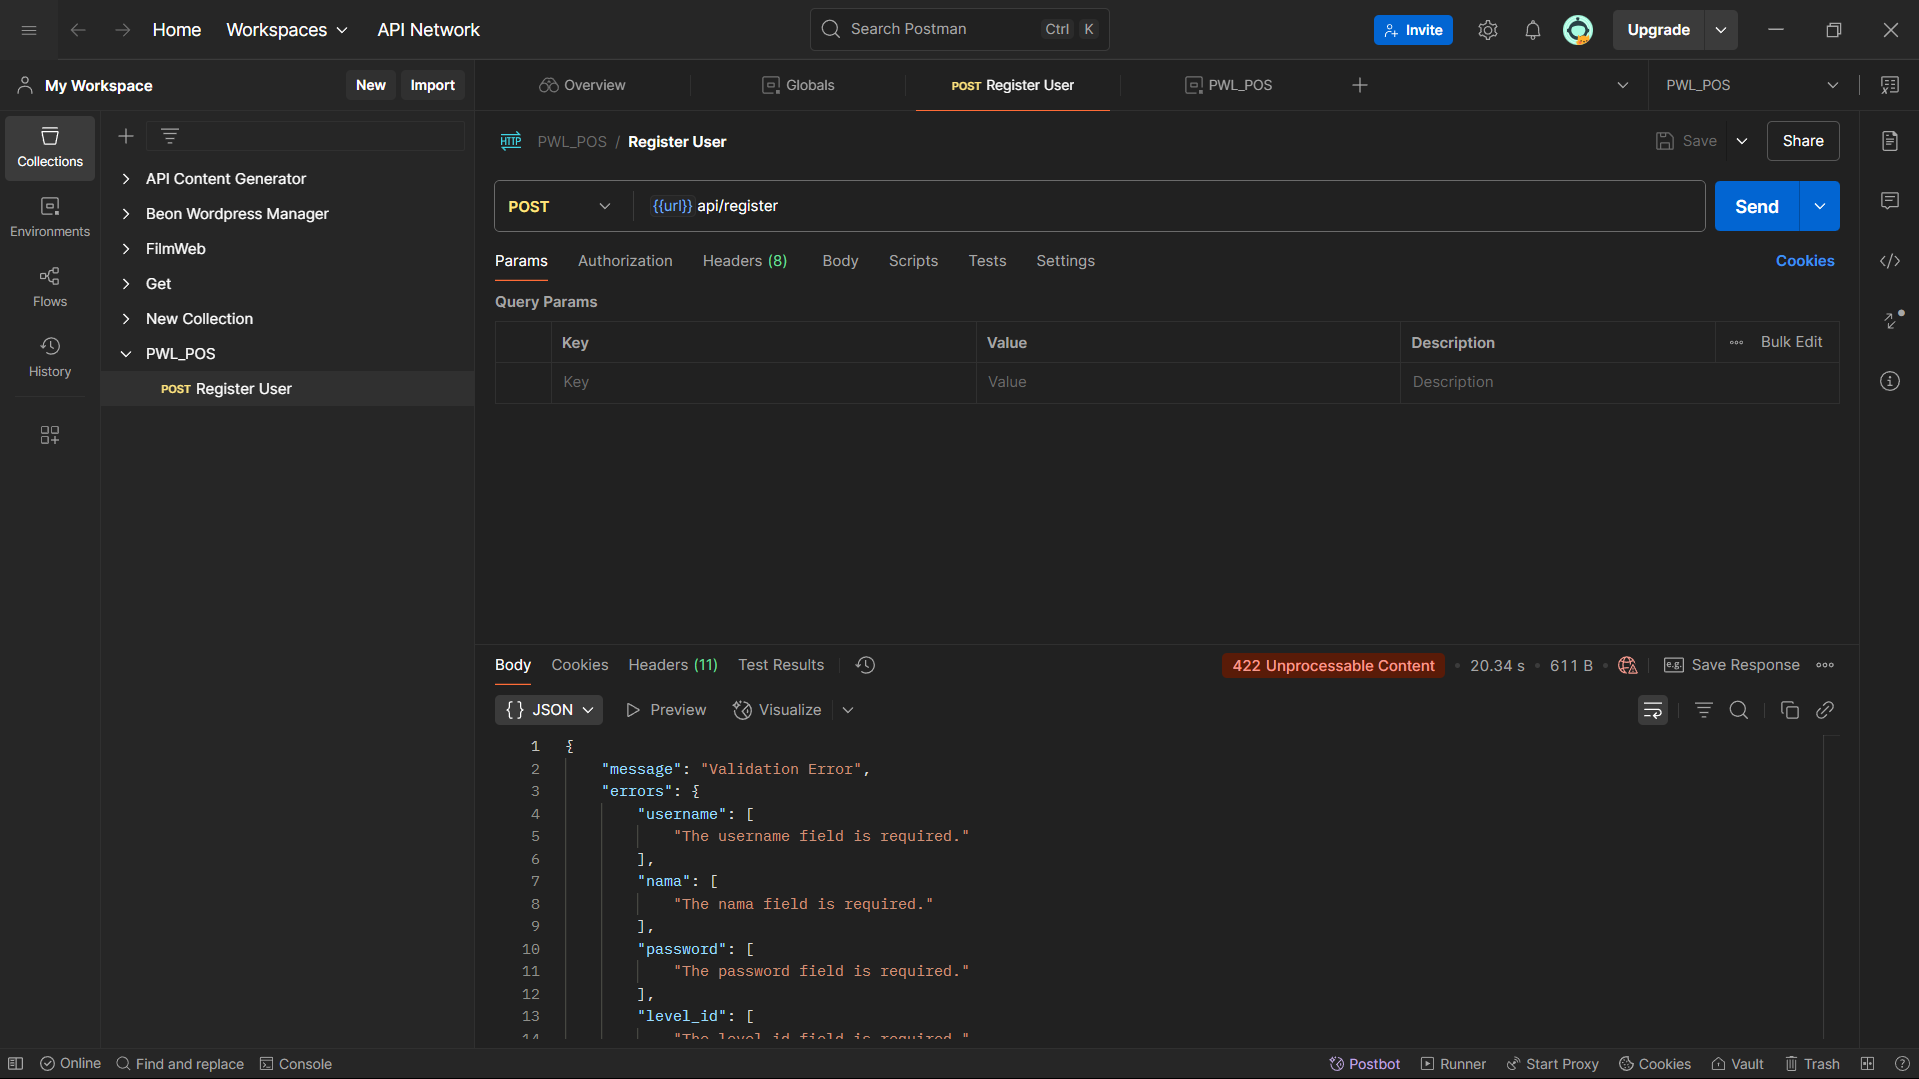 Home
Workspaces
API Network
Search Postman
Ctrl
K
Invite
Upgrade
My Workspace
New
Import
Overview
Globals
POST Register User
PWL_POS
PWL_POS
Collections
Environments
Flows
History
API Content Generator
Beon Wordpress Manager
FilmWeb
Get
New Collection
PWL_POS
POST Register User
HTTP
PWL_POS / Register User
Save
Share
POST
{{url}} api/register
Send
Params
Authorization
Headers (8)
Body
Scripts
Tests
Settings
Cookies
Query Params
Key
Value
Description
Bulk Edit
Key
Value
Description
Body
Cookies
Headers (11)
Test Results
422 Unprocessable Content
20.34 s
611 B
e.g.
Save Response
{} JSON
Preview
Visualize
1 {
2 "message": "Validation Error",
3 "errors": {
4 "username": [
5 "The username field is required."
6 ],
7 "nama": [
8 "The nama field is required."
9 ],
10 "password": [
11 "The password field is required."
12 ],
13 "level_id": [
14 "The level id field is required."
Online
Find and replace
Console
Postbot
Runner
Start Proxy
Cookies
Vault
Trash